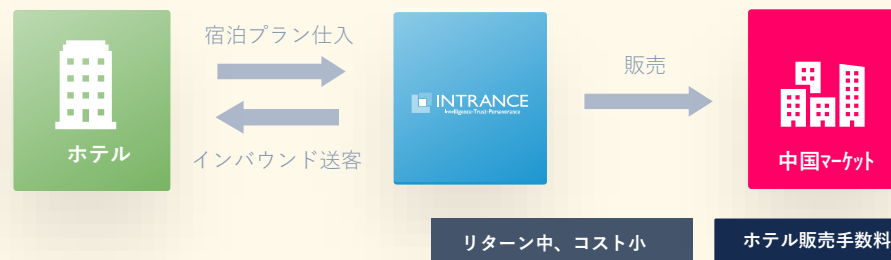 宿泊プラン仕入
販売
INTRANCE
Intelligence・Trust・Perseverance
ホテル
インバウンド送客
中国マーケット
リターン中、コスト小
ホテル販売手数料